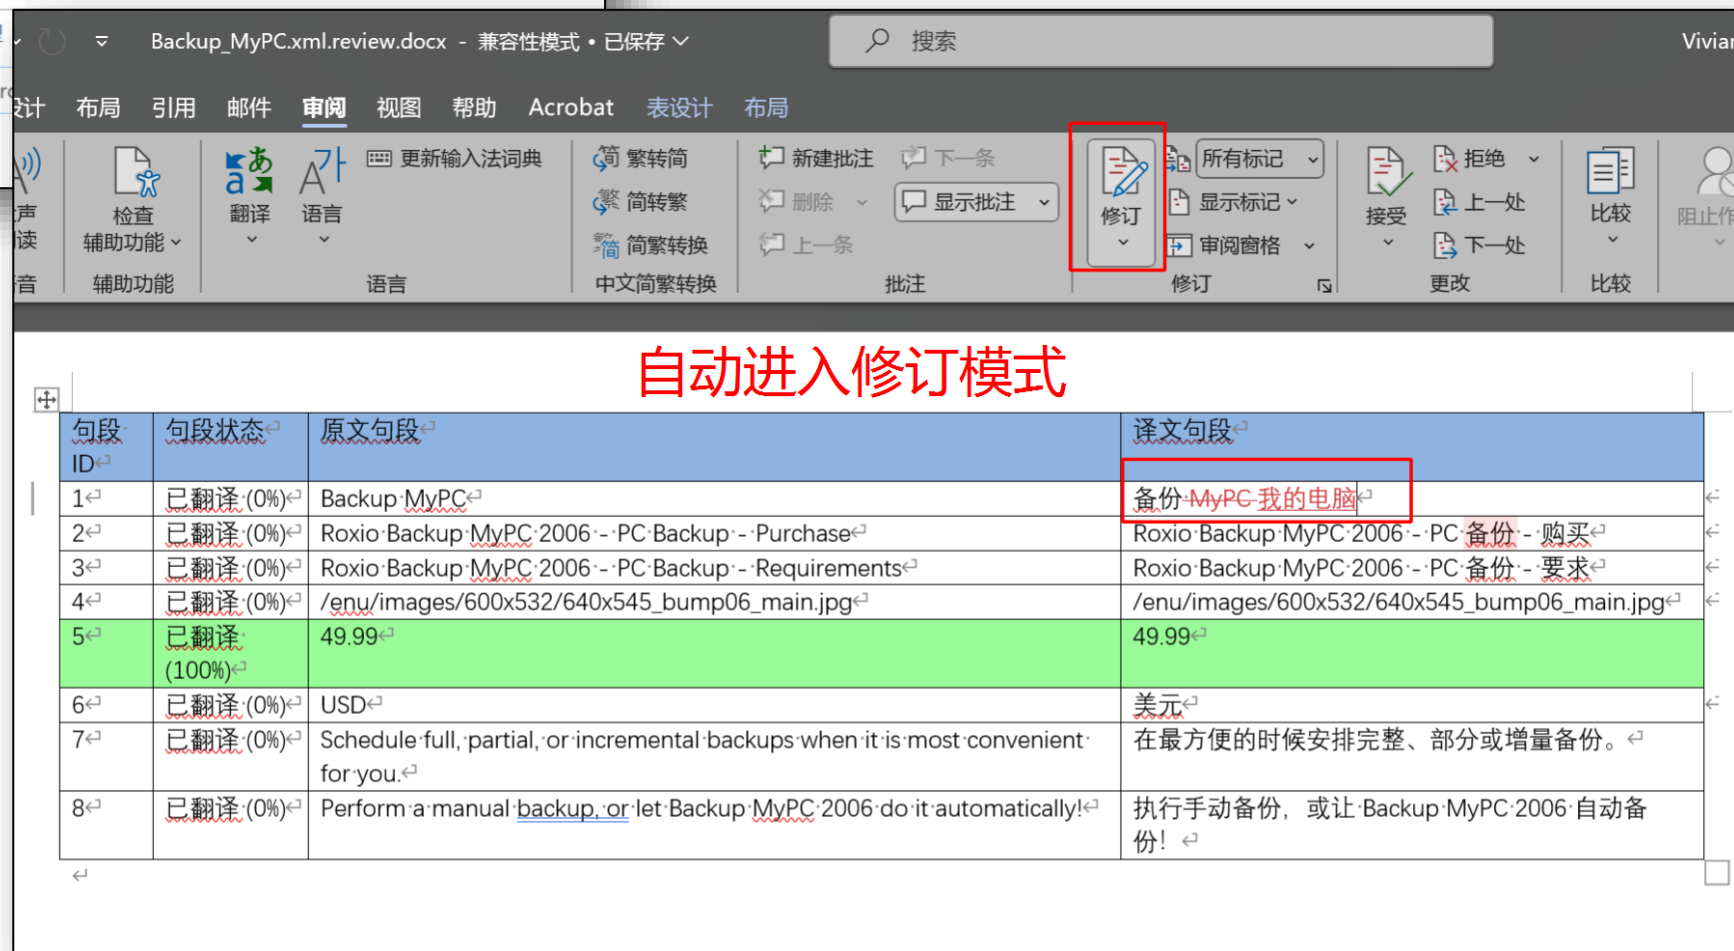 Backup_MyPC.xml.review.docx - 兼容性模式 • 已保存
搜索
Vivian
设计 布局 引用 邮件 审阅 视图 帮助 Acrobat 表设计 布局
检查
辅助功能
辅助功能
翻译
语言
更新输入法词典
语言
繁转简
简转繁
简繁转换
中文简繁转换
新建批注
下一条
删除
显示批注
上一条
批注
修订
所有标记
显示标记
审阅窗格
修订
接受
拒绝
上一处
下一处
更改
比较
比较
阻止作
自动进入修订模式
句段 ID 句段状态 原文句段 译文句段
1 已翻译 (0%) Backup MyPC 备份 MyPC 我的电脑
2 已翻译 (0%) Roxio Backup MyPC 2006 - PC Backup - Purchase Roxio Backup MyPC 2006 - PC 备份 - 购买
3 已翻译 (0%) Roxio Backup MyPC 2006 - PC Backup - Requirements Roxio Backup MyPC 2006 - PC 备份 - 要求
4 已翻译 (0%) /enu/images/600x532/640x545_bump06_main.jpg /enu/images/600x532/640x545_bump06_main.jpg
5 已翻译 (100%) 49.99 49.99
6 已翻译 (0%) USD 美元
7 已翻译 (0%) Schedule full, partial, or incremental backups when it is most convenient for you. 在最方便的时候安排完整、部分或增量备份。
8 已翻译 (0%) Perform a manual backup, or let Backup MyPC 2006 do it automatically! 执行手动备份，或让 Backup MyPC 2006 自动备份！